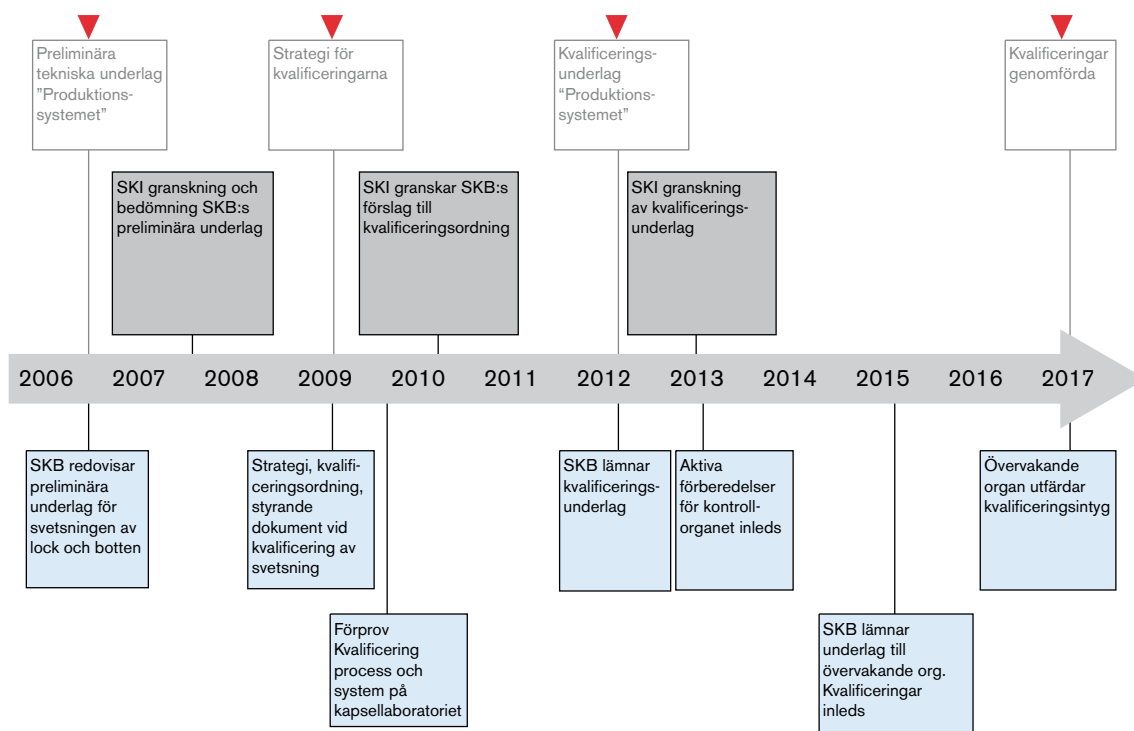 Preliminära
tekniska underlag
”Produktions-
systemet”
Strategi för
kvalificeringarna
Kvalificerings-
underlag
“Produktions-
systemet”
Kvalificeringar
genomförda
SKI granskning och
bedömning SKB:s
preliminära underlag
SKI granskar SKB:s
förslag till
kvalificeringsordning
SKI granskning
av kvalificerings-
underlag
2006 2007 2008 2009 2010 2011 2012 2013 2014 2015 2016 2017
SKB redovisar
preliminära
underlag för
svetsningen av
lock och botten
Strategi, kvalifi-
ceringsordning,
styrande
dokument vid
kvalificering av
svetsning
SKB lämnar
kvalificerings-
underlag
Aktiva
förberedelser
för kontroll-
organet inleds
Övervakande
organ utfärdar
kvalificeringsintyg
Förprov
Kvalificering
process och
system på
kapsellaboratoriet
SKB lämnar
underlag till
övervakande org.
Kvalificeringar
inleds